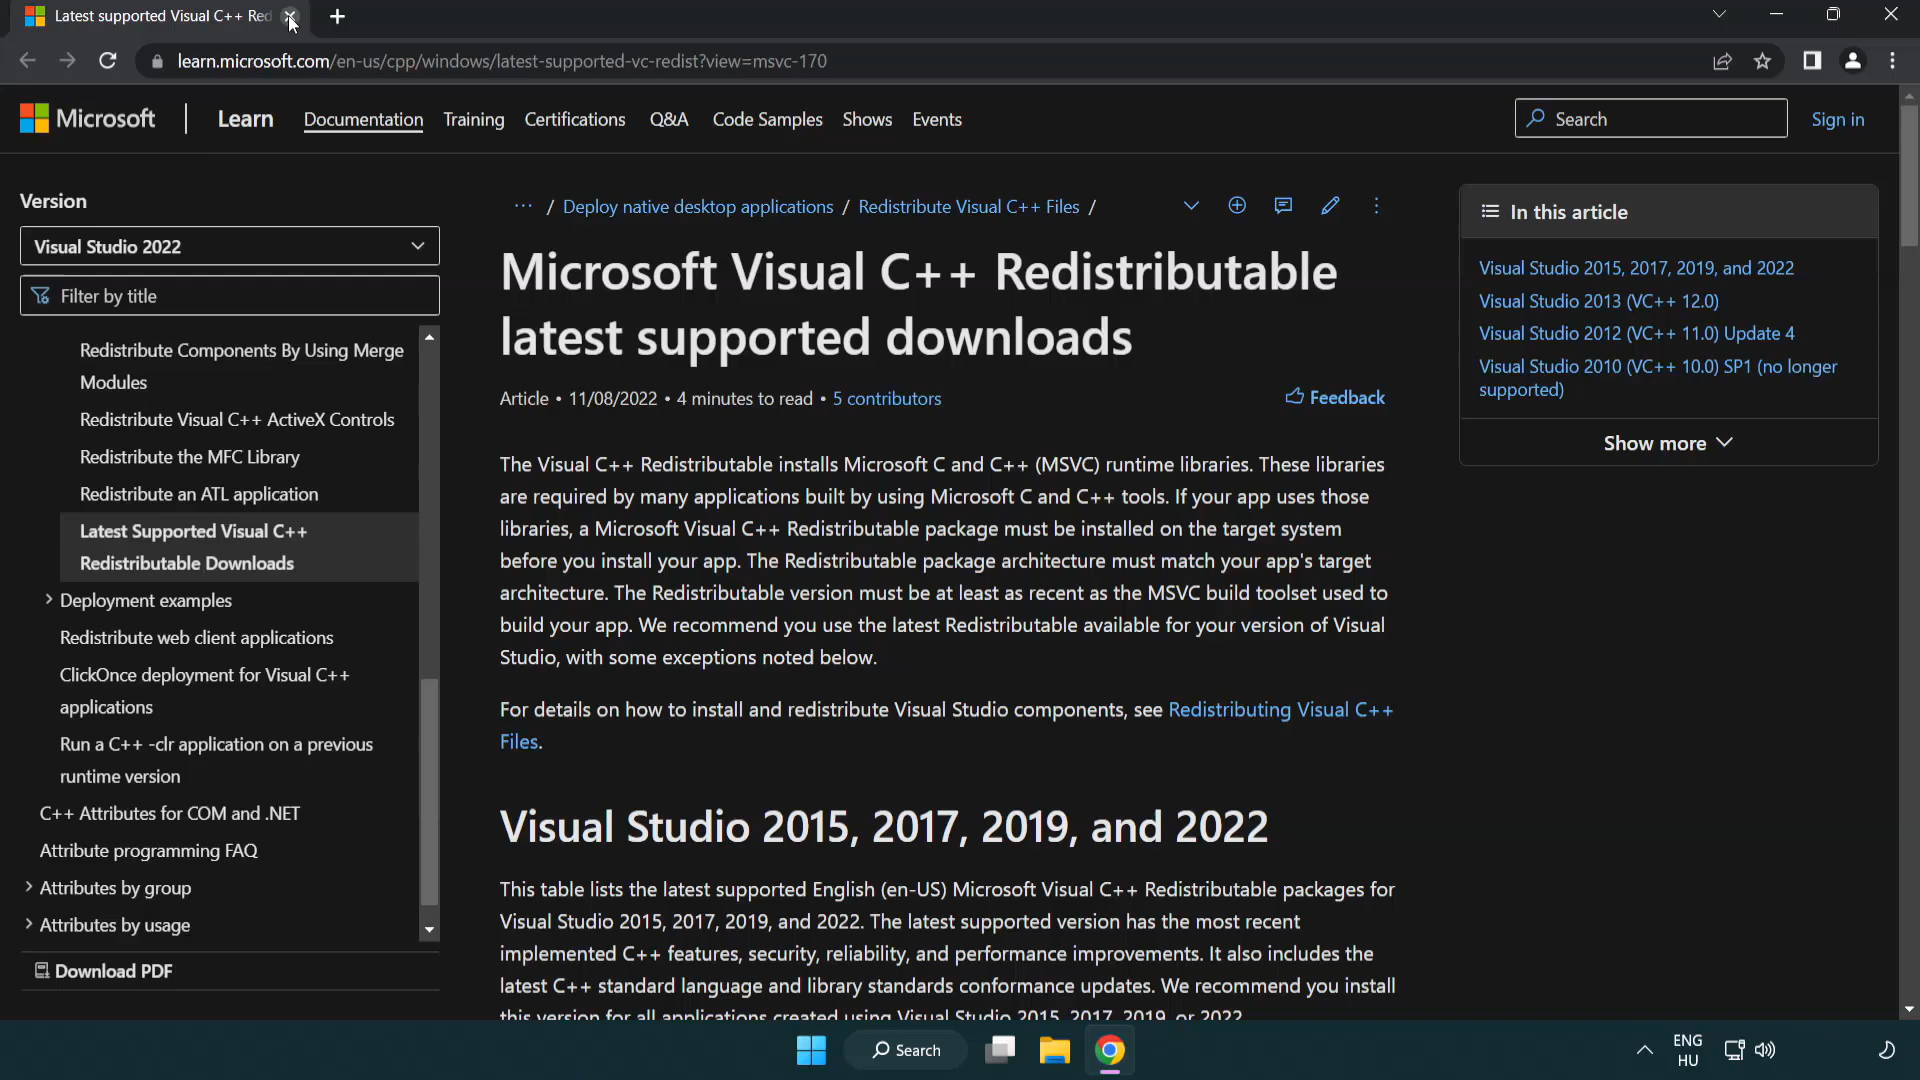 Latest supported Visual C++ Red
learn.microsoft.com/en-us/cpp/windows/latest-supported-vc-redist?view=msvc-170
Microsoft
Learn
Documentation
Training
Certifications
Q&A
Code Samples
Shows
Events
Search
Sign in
Version
Visual Studio 2022
Filter by title
Redistribute Components By Using Merge
Modules
Redistribute Visual C++ ActiveX Controls
Redistribute the MFC Library
Redistribute an ATL application
Latest Supported Visual C++
Redistributable Downloads
Deployment examples
Redistribute web client applications
ClickOnce deployment for Visual C++
applications
Run a C++ -clr application on a previous
runtime version
C++ Attributes for COM and .NET
Attribute programming FAQ
Attributes by group
Attributes by usage
Download PDF
... / Deploy native desktop applications / Redistribute Visual C++ Files /
Microsoft Visual C++ Redistributable
latest supported downloads
Article • 11/08/2022 • 4 minutes to read • 5 contributors
Feedback
The Visual C++ Redistributable installs Microsoft C and C++ (MSVC) runtime libraries. These libraries
are required by many applications built by using Microsoft C and C++ tools. If your app uses those
libraries, a Microsoft Visual C++ Redistributable package must be installed on the target system
before you install your app. The Redistributable package architecture must match your app's target
architecture. The Redistributable version must be at least as recent as the MSVC build toolset used to
build your app. We recommend you use the latest Redistributable available for your version of Visual
Studio, with some exceptions noted below.
For details on how to install and redistribute Visual Studio components, see Redistributing Visual C++
Files.
Visual Studio 2015, 2017, 2019, and 2022
This table lists the latest supported English (en-US) Microsoft Visual C++ Redistributable packages for
Visual Studio 2015, 2017, 2019, and 2022. The latest supported version has the most recent
implemented C++ features, security, reliability, and performance improvements. It also includes the
latest C++ standard language and library standards conformance updates. We recommend you install
this version for all applications created using Visual Studio 2015, 2017, 2019, or 2022.
In this article
Visual Studio 2015, 2017, 2019, and 2022
Visual Studio 2013 (VC++ 12.0)
Visual Studio 2012 (VC++ 11.0) Update 4
Visual Studio 2010 (VC++ 10.0) SP1 (no longer
supported)
Show more
Search
ENG
HU